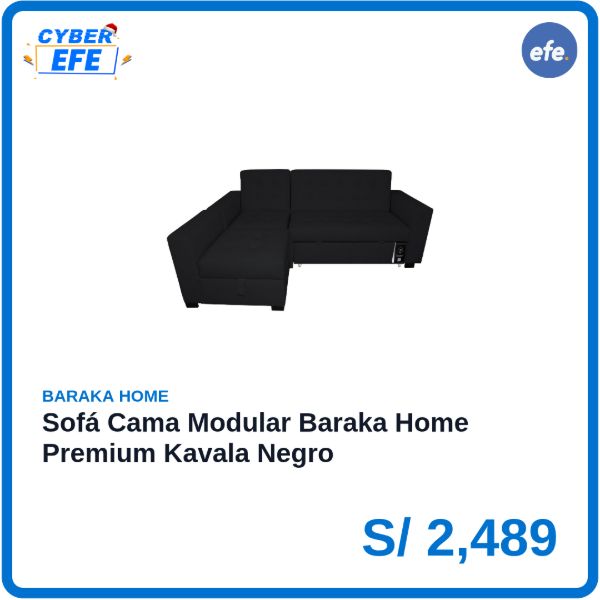 CYBER
EFE
efe.
BARAKA HOME
Sofá Cama Modular Baraka Home
Premium Kavala Negro
S/ 2,489